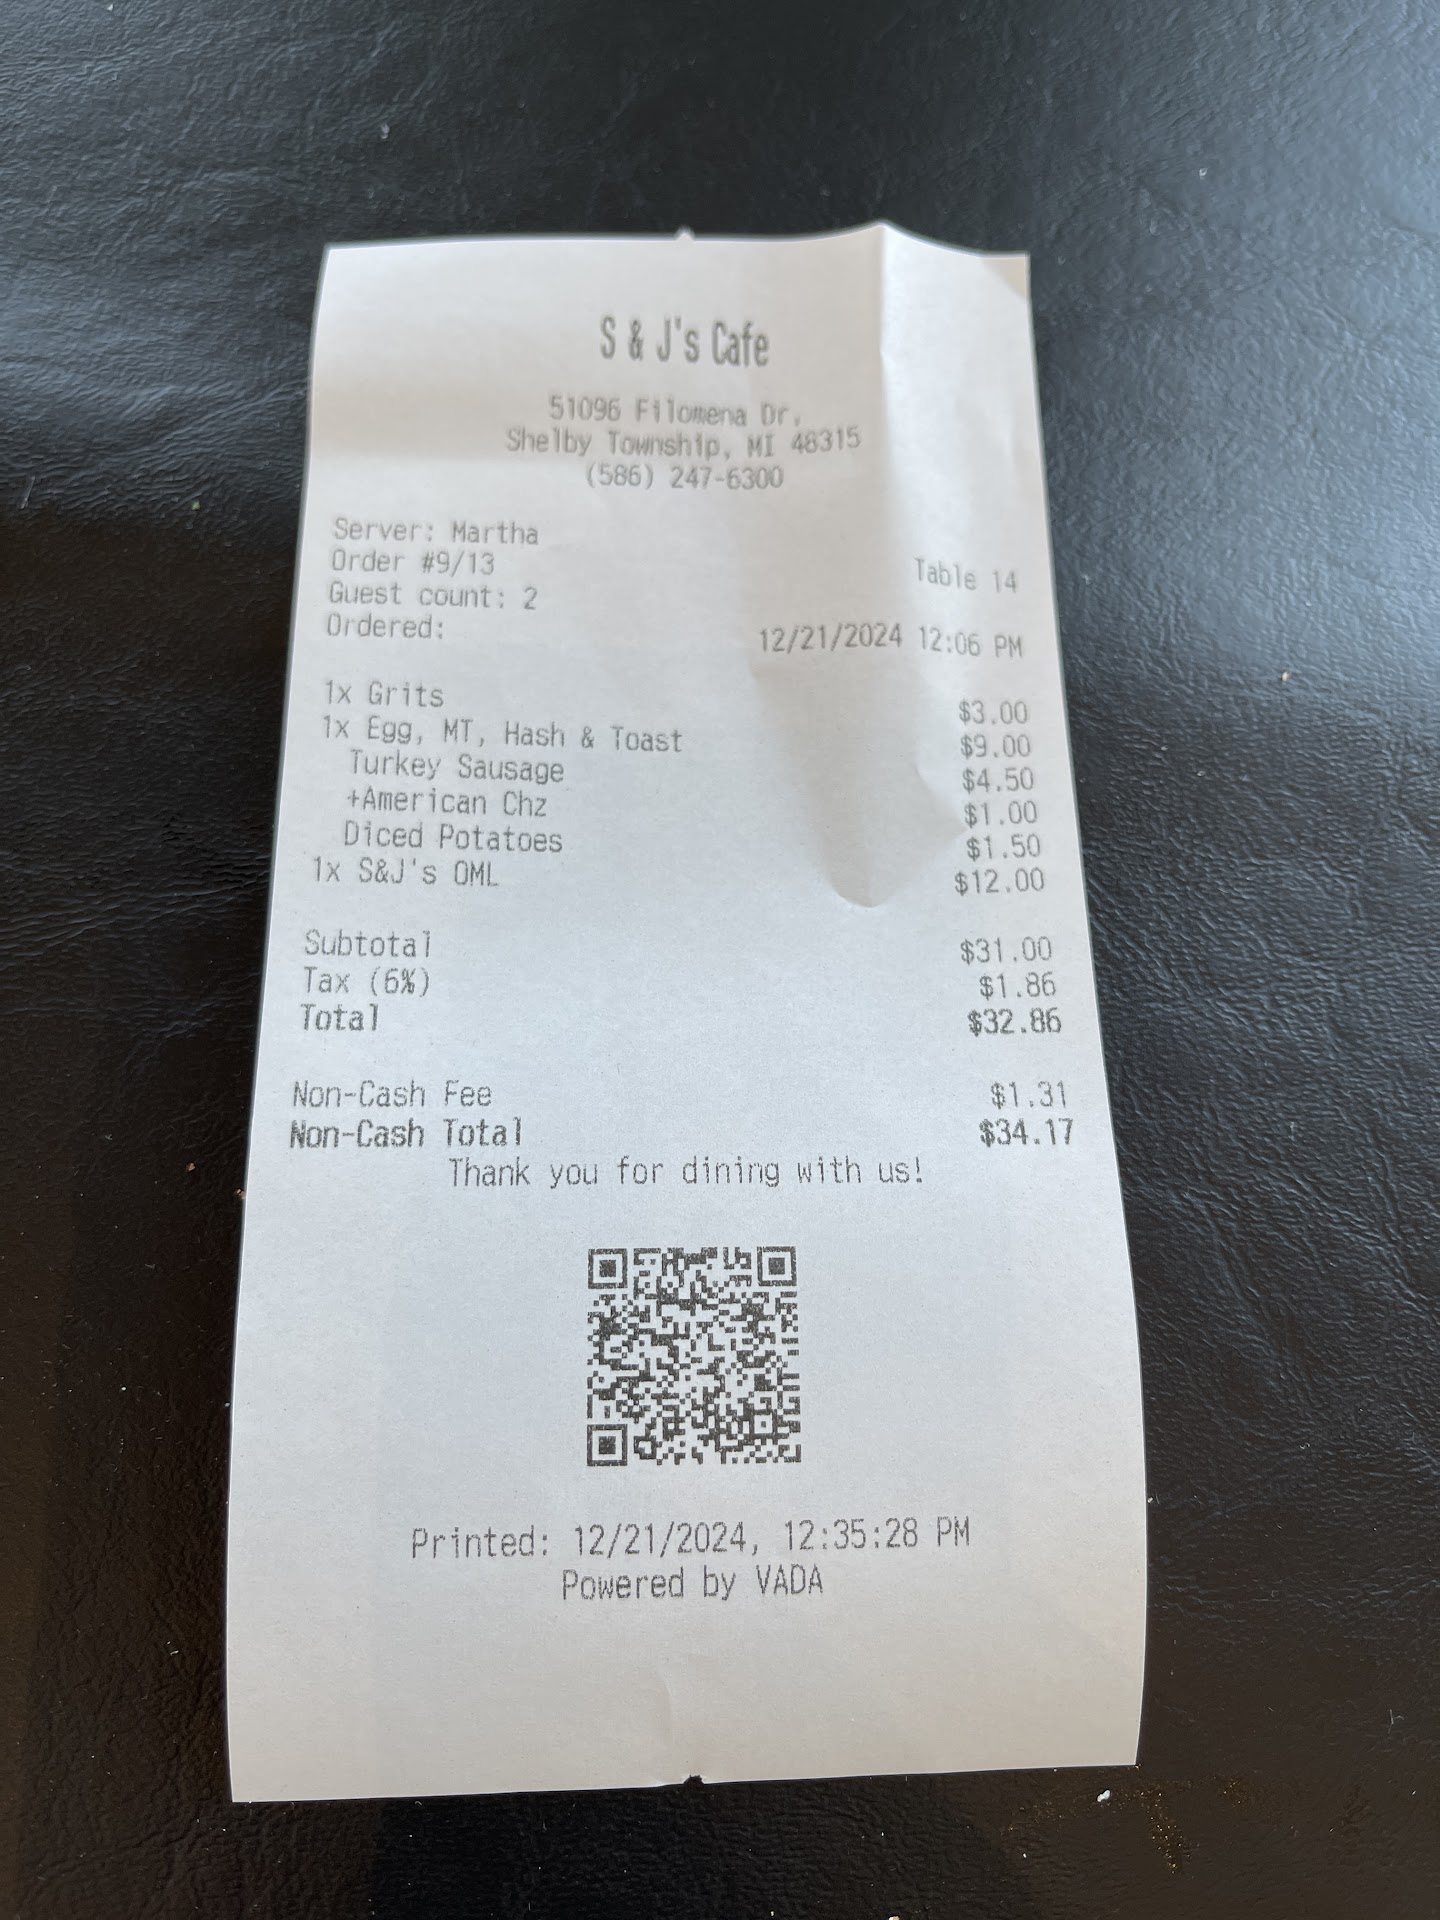 S & J's Cafe
51096 Filomena Dr.
Shelby Township, MI 48315
(586) 247-6300
Server: Martha
Order #9/13 Table 14
Guest count: 2
Ordered: 12/21/2024 12:06 PM
1x Grits $3.00
1x Egg, MT, Hash & Toast $9.00
Turkey Sausage $4.50
+American Chz $1.00
Diced Potatoes $1.50
1x S&J's OML $12.00
Subtotal $31.00
Tax (6%) $1.86
Total $32.86
Non-Cash Fee $1.31
Non-Cash Total $34.17
Thank you for dining with us!
Printed: 12/21/2024, 12:35:28 PM
Powered by VADA